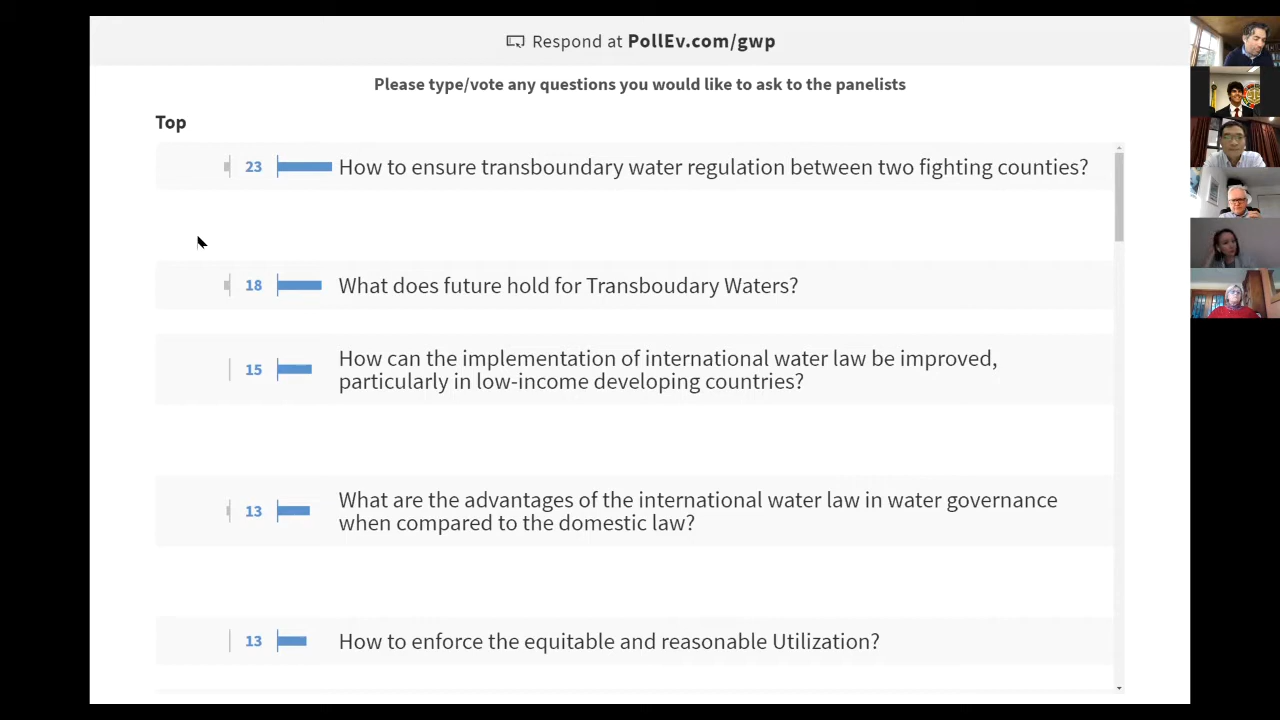 Respond at PollEv.com/gwp
Please type/vote any questions you would like to ask to the panelists
Top
23 How to ensure transboundary water regulation between two fighting counties?
18 What does future hold for Transboudary Waters?
15 How can the implementation of international water law be improved,
particularly in low-income developing countries?
13 What are the advantages of the international water law in water governance
when compared to the domestic law?
13 How to enforce the equitable and reasonable Utilization?